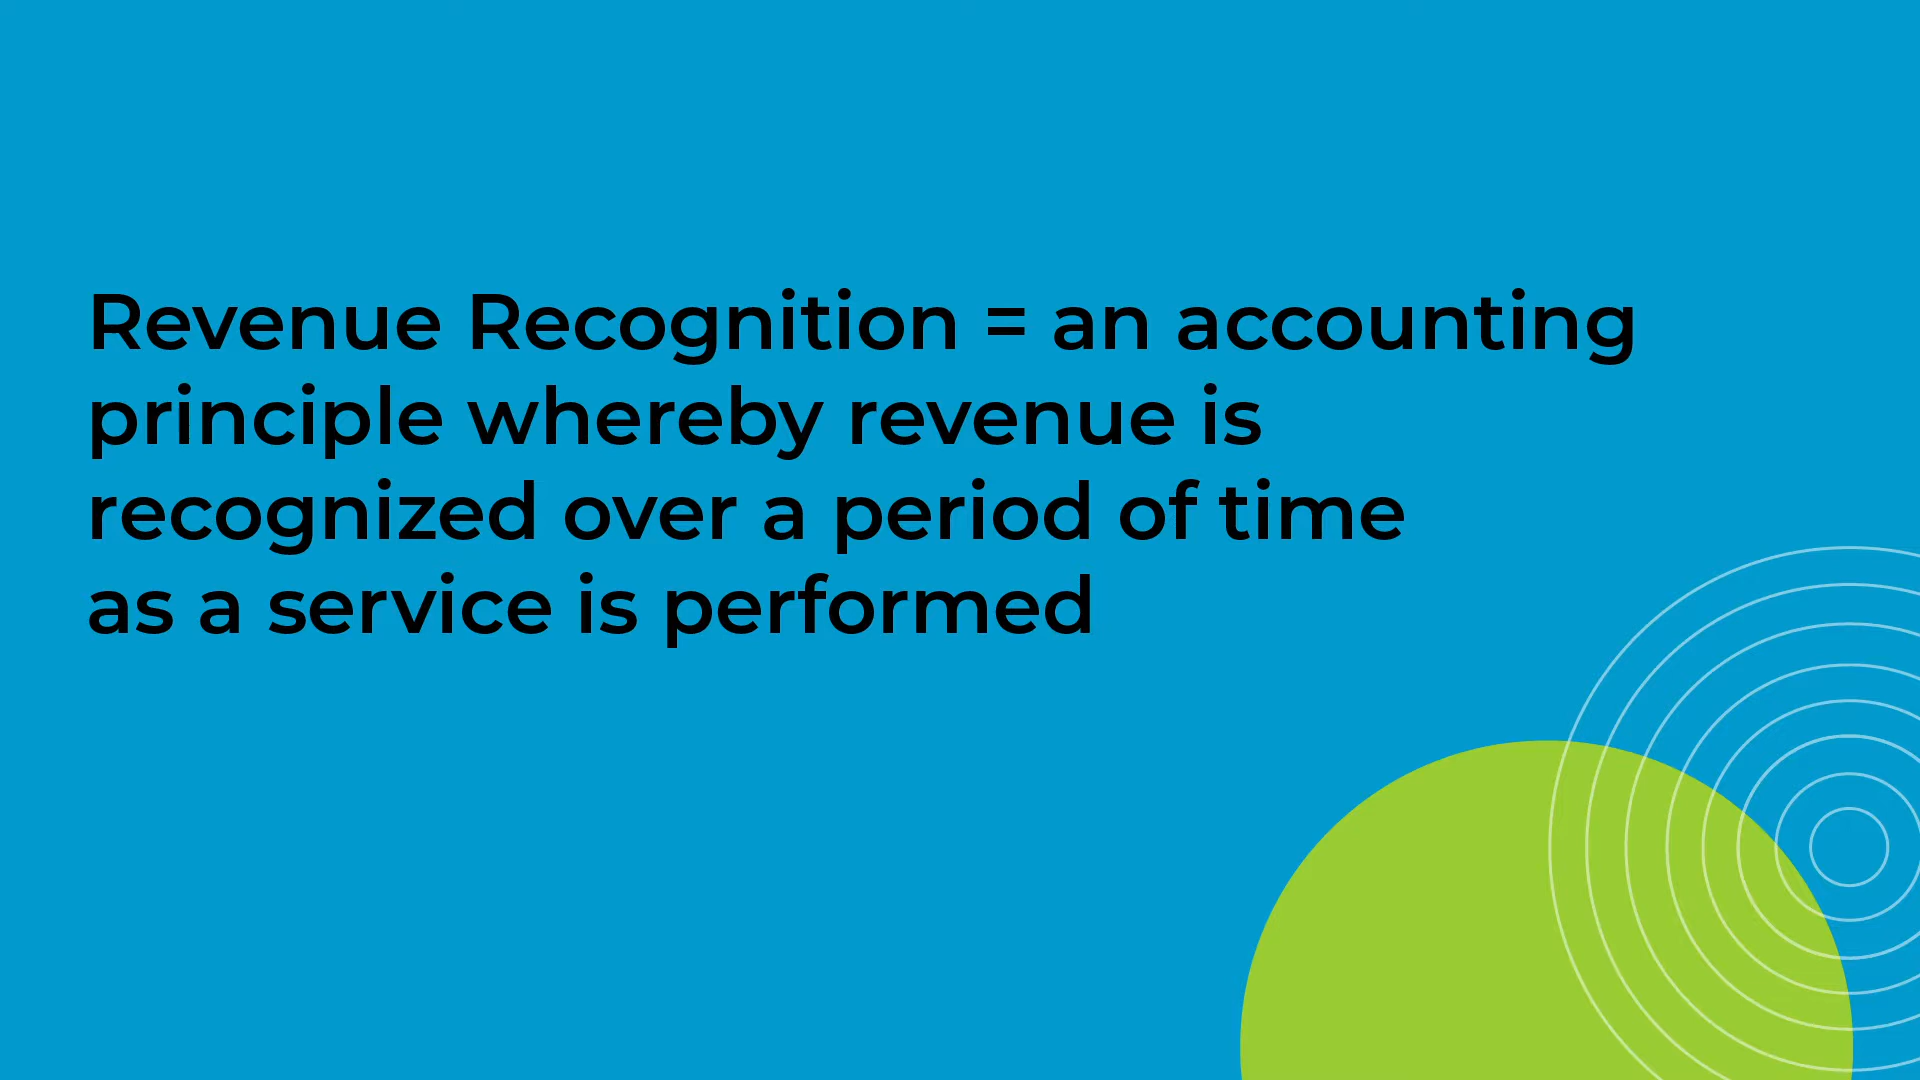 Revenue Recognition = an accounting
principle whereby revenue is
recognized over a period of time
as a service is performed